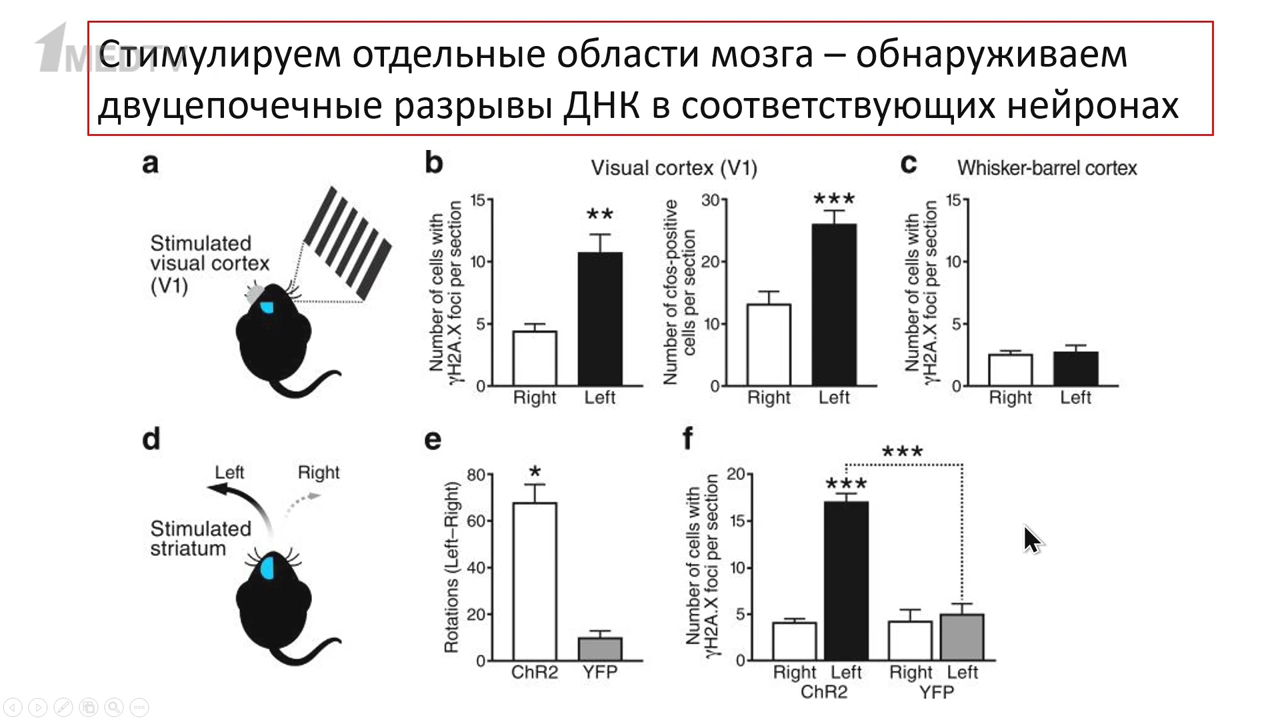 1MEDTV
Стимулируем отдельные области мозга – обнаруживаем
двуцепочечные разрывы ДНК в соответствующих нейронах
a
Stimulated
visual cortex
(V1)
b
Visual cortex (V1)
Number of cells with
γH2A.X foci per section
15
10
5
0
**
Right
Left
Number of cfos-positive
cells per section
30
20
10
0
***
Right
Left
c
Whisker-barrel cortex
Number of cells with
γH2A.X foci per section
15
10
5
0
Right
Left
d
Left
Right
Stimulated
striatum
e
Rotations (Left–Right)
80
60
40
20
0
*
ChR2
YFP
f
Number of cells with
γH2A.X foci per section
20
15
10
5
0
***
***
Right Left Right Left
ChR2 YFP